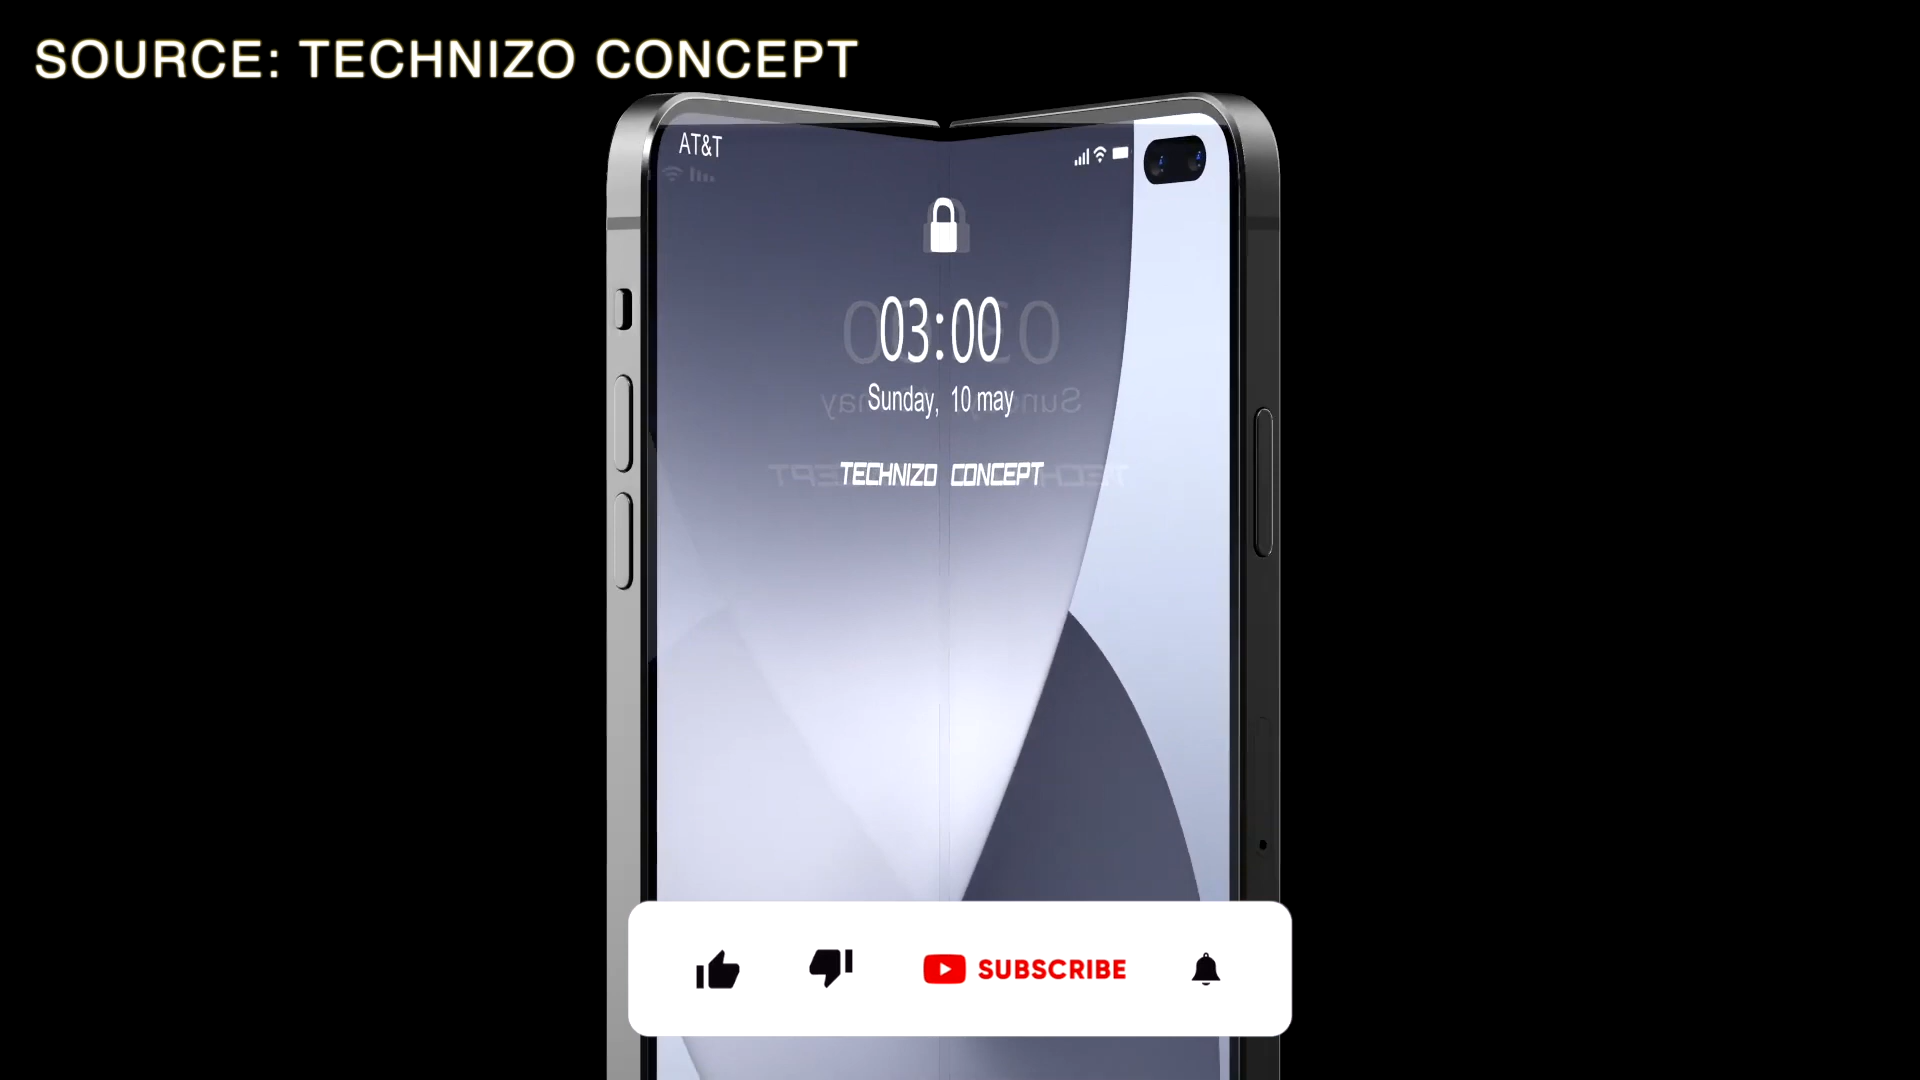 SOURCE: TECHNIZO CONCEPT
AT&T
03:00
Sunday, 10 may
TECHNIZO CONCEPT
SUBSCRIBE